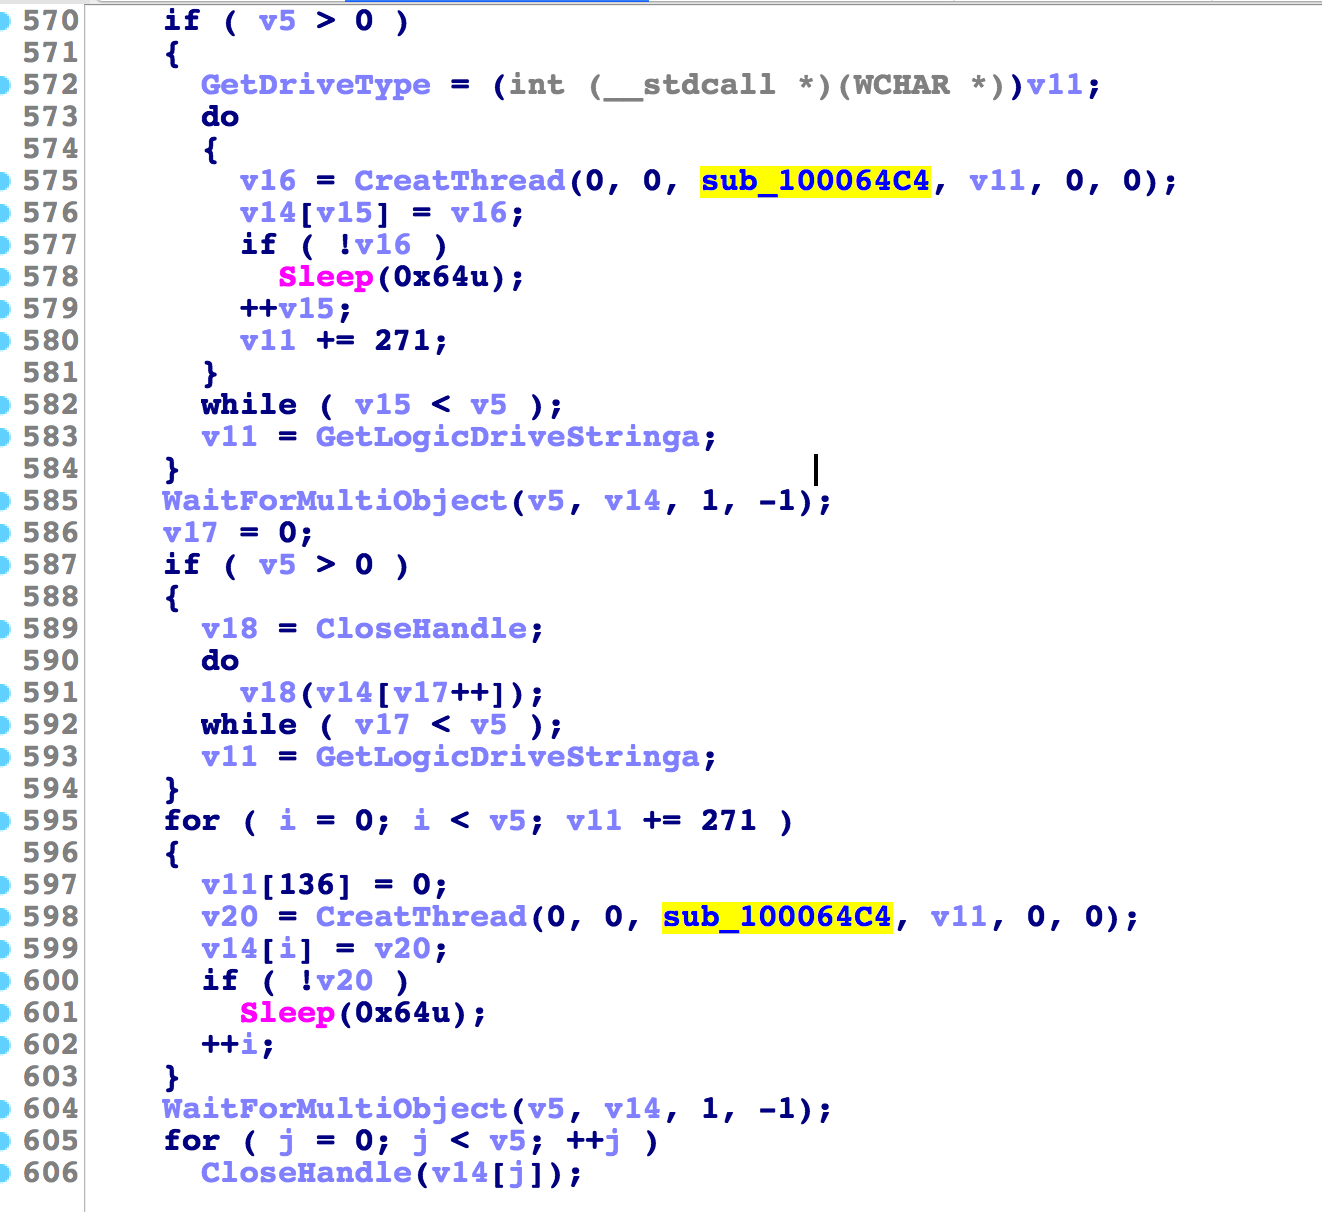 570 if ( v5 > 0 )
571 {
572 GetDriveType = (int (__stdcall *)(WCHAR *))v11;
573 do
574 {
575 v16 = CreatThread(0, 0, sub_100064C4, v11, 0, 0);
576 v14[v15] = v16;
577 if ( !v16 )
578 Sleep(0x64u);
579 ++v15;
580 v11 += 271;
581 }
582 while ( v15 < v5 );
583 v11 = GetLogicDriveStringa;
584 }
585 WaitForMultiObject(v5, v14, 1, -1);
586 v17 = 0;
587 if ( v5 > 0 )
588 {
589 v18 = CloseHandle;
590 do
591 v18(v14[v17++]);
592 while ( v17 < v5 );
593 v11 = GetLogicDriveStringa;
594 }
595 for ( i = 0; i < v5; v11 += 271 )
596 {
597 v11[136] = 0;
598 v20 = CreatThread(0, 0, sub_100064C4, v11, 0, 0);
599 v14[i] = v20;
600 if ( !v20 )
601 Sleep(0x64u);
602 ++i;
603 }
604 WaitForMultiObject(v5, v14, 1, -1);
605 for ( j = 0; j < v5; ++j )
606 CloseHandle(v14[j]);